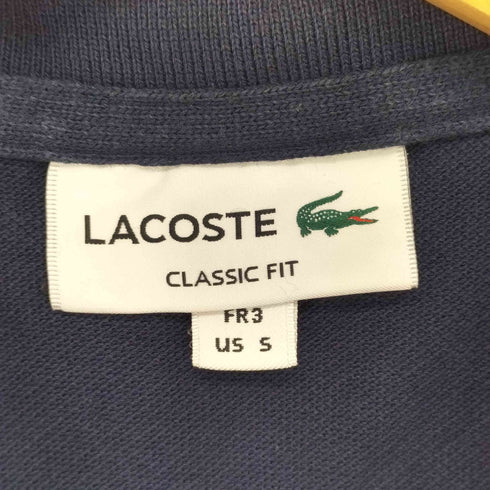 LACOSTE
CLASSIC FIT
FR3
US S